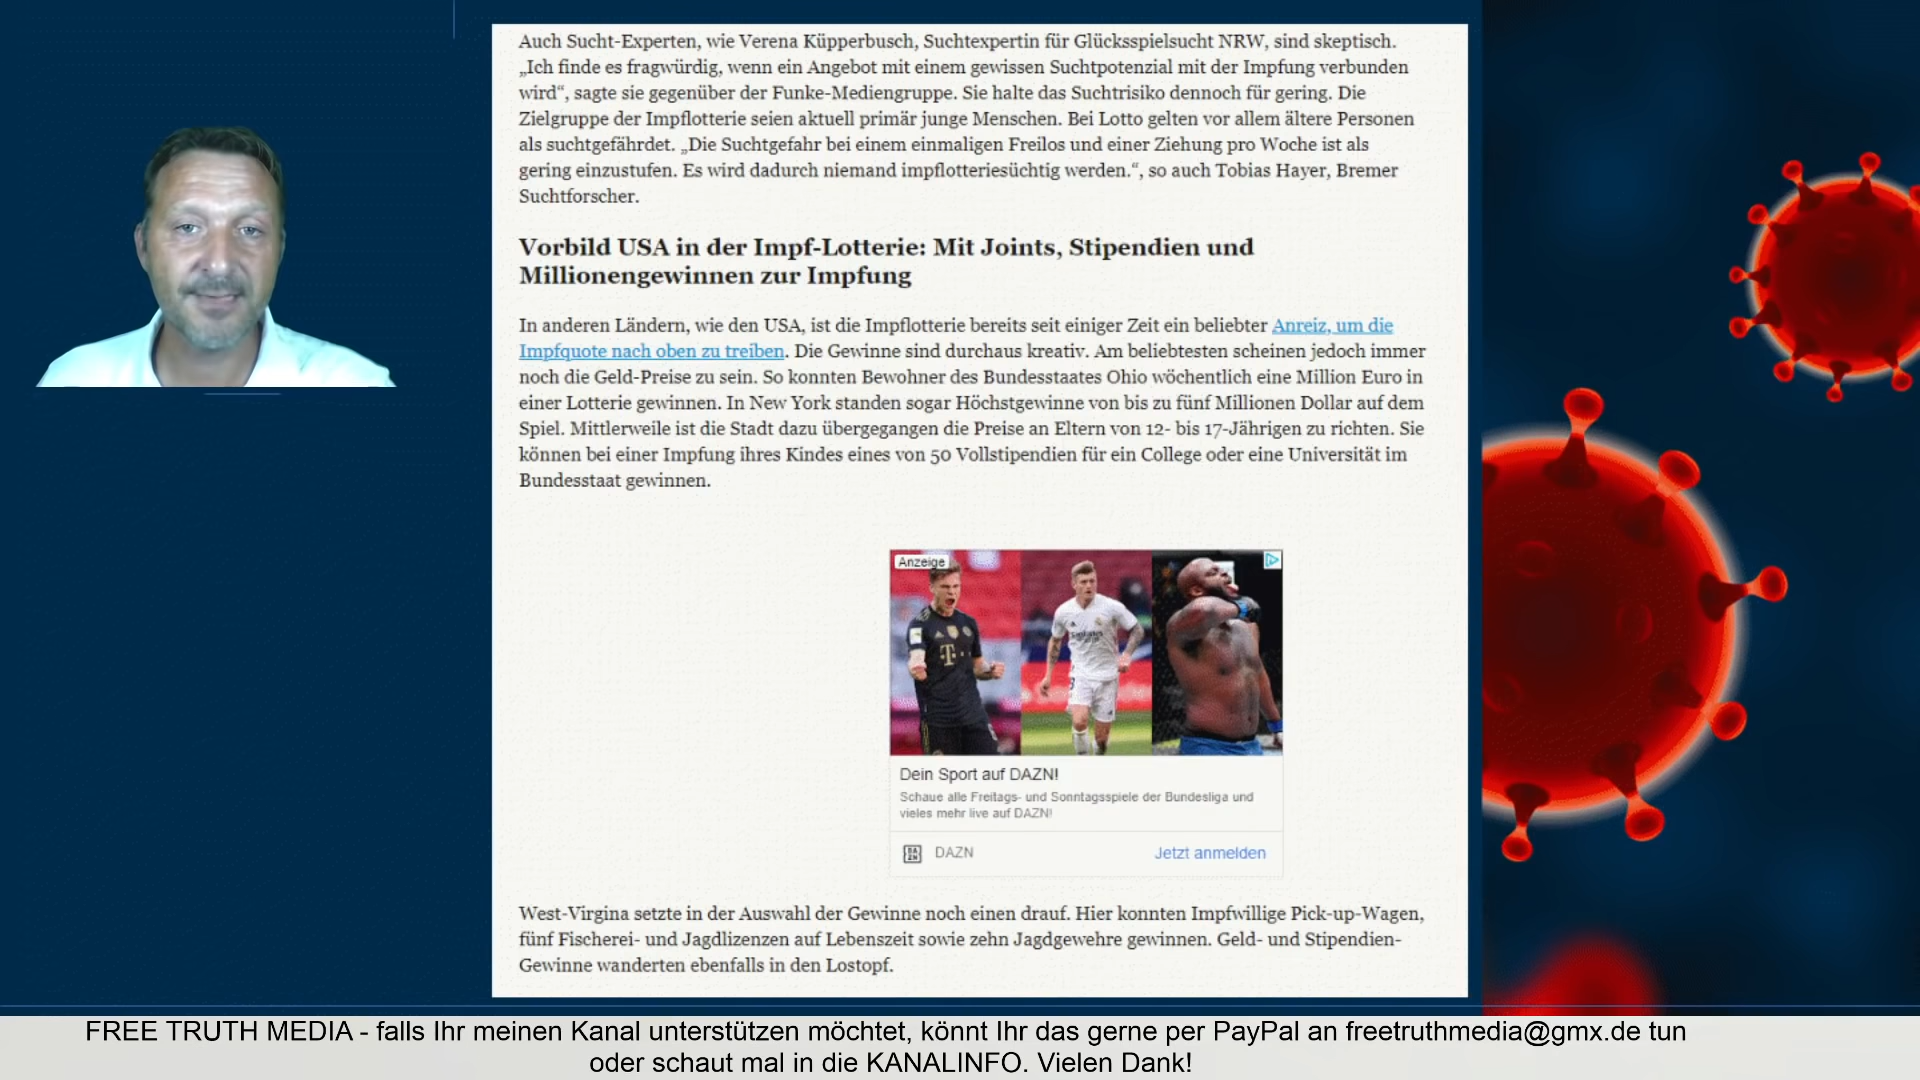 Auch Sucht-Experten, wie Verena Küpperbusch, Suchtexpertin für Glücksspielsucht NRW, sind skeptisch.
„Ich finde es fragwürdig, wenn ein Angebot mit einem gewissen Suchtpotenzial mit der Impfung verbunden
wird“, sagte sie gegenüber der Funke-Mediengruppe. Sie halte das Suchtrisiko dennoch für gering. Die
Zielgruppe der Impflotterie seien aktuell primär junge Menschen. Bei Lotto gelten vor allem ältere Personen
als suchtgefährdet. „Die Suchtgefahr bei einem einmaligen Freilos und einer Ziehung pro Woche ist als
gering einzustufen. Es wird dadurch niemand impflotteriesüchtig werden.“, so auch Tobias Hayer, Bremer
Suchtforscher.
Vorbild USA in der Impf-Lotterie: Mit Joints, Stipendien und
Millionengewinnen zur Impfung
In anderen Ländern, wie den USA, ist die Impflotterie bereits seit einiger Zeit ein beliebter Anreiz, um die
Impfquote nach oben zu treiben. Die Gewinne sind durchaus kreativ. Am beliebtesten scheinen jedoch immer
noch die Geld-Preise zu sein. So konnten Bewohner des Bundesstaates Ohio wöchentlich eine Million Euro in
einer Lotterie gewinnen. In New York standen sogar Höchstgewinne von bis zu fünf Millionen Dollar auf dem
Spiel. Mittlerweile ist die Stadt dazu übergegangen die Preise an Eltern von 12- bis 17-Jährigen zu richten. Sie
können bei einer Impfung ihres Kindes eines von 50 Vollstipendien für ein College oder eine Universität im
Bundesstaat gewinnen.
Anzeige
Dein Sport auf DAZN!
Schaue alle Freitags- und Sonntagsspiele der Bundesliga und
vieles mehr live auf DAZN!
DAZN Jetzt anmelden
West-Virgina setzte in der Auswahl der Gewinne noch einen drauf. Hier konnten Impfwillige Pick-up-Wagen,
fünf Fischerei- und Jagdlizenzen auf Lebenszeit sowie zehn Jagdgewehre gewinnen. Geld- und Stipendien-
Gewinne wanderten ebenfalls in den Lostopf.
FREE TRUTH MEDIA - falls Ihr meinen Kanal unterstützen möchtet, könnt Ihr das gerne per PayPal an freetruthmedia@gmx.de tun
oder schaut mal in die KANALINFO. Vielen Dank!